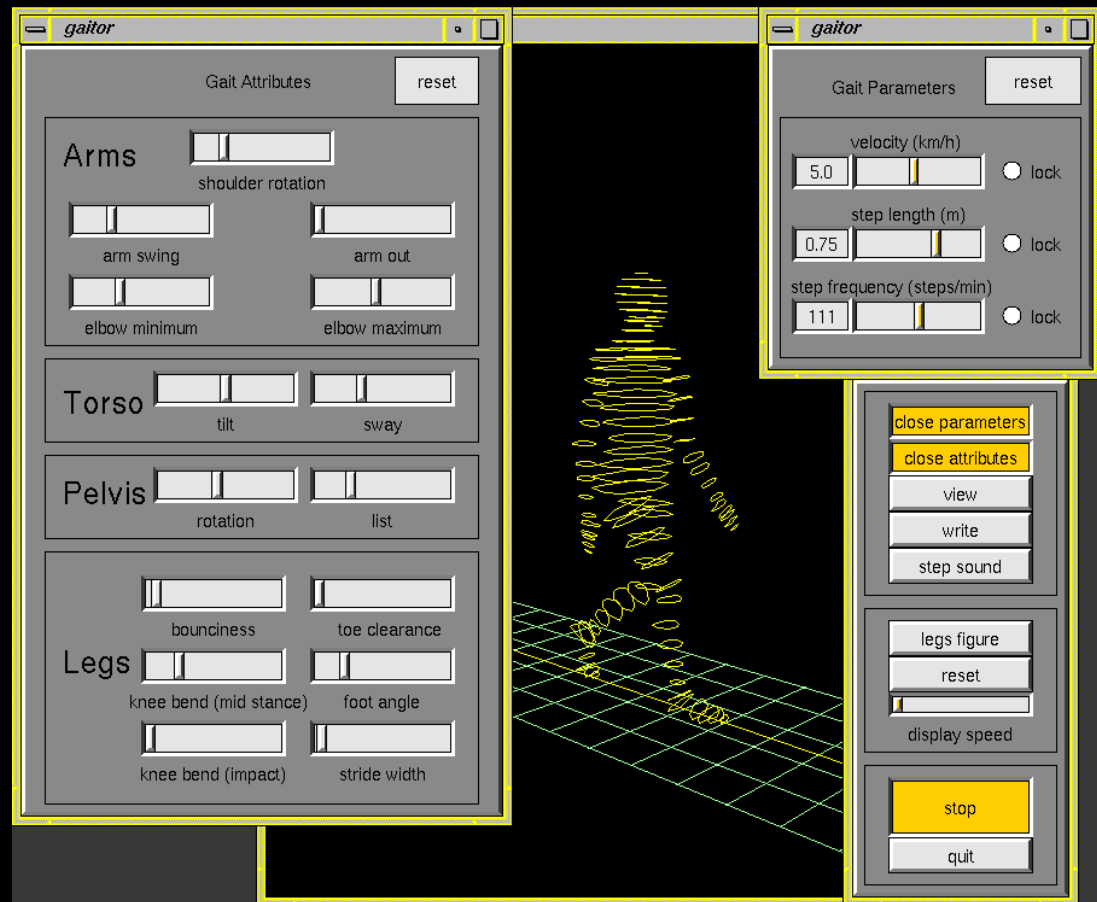 gaitor
Gait Attributes
reset
Arms
shoulder rotation
arm swing
arm out
elbow minimum
elbow maximum
Torso
tilt
sway
Pelvis
rotation
list
Legs
bounciness
toe clearance
knee bend (mid stance)
foot angle
knee bend (impact)
stride width
gaitor
Gait Parameters
reset
velocity (km/h)
5.0
lock
step length (m)
0.75
lock
step frequency (steps/min)
111
lock
close parameters
close attributes
view
write
step sound
legs figure
reset
display speed
stop
quit